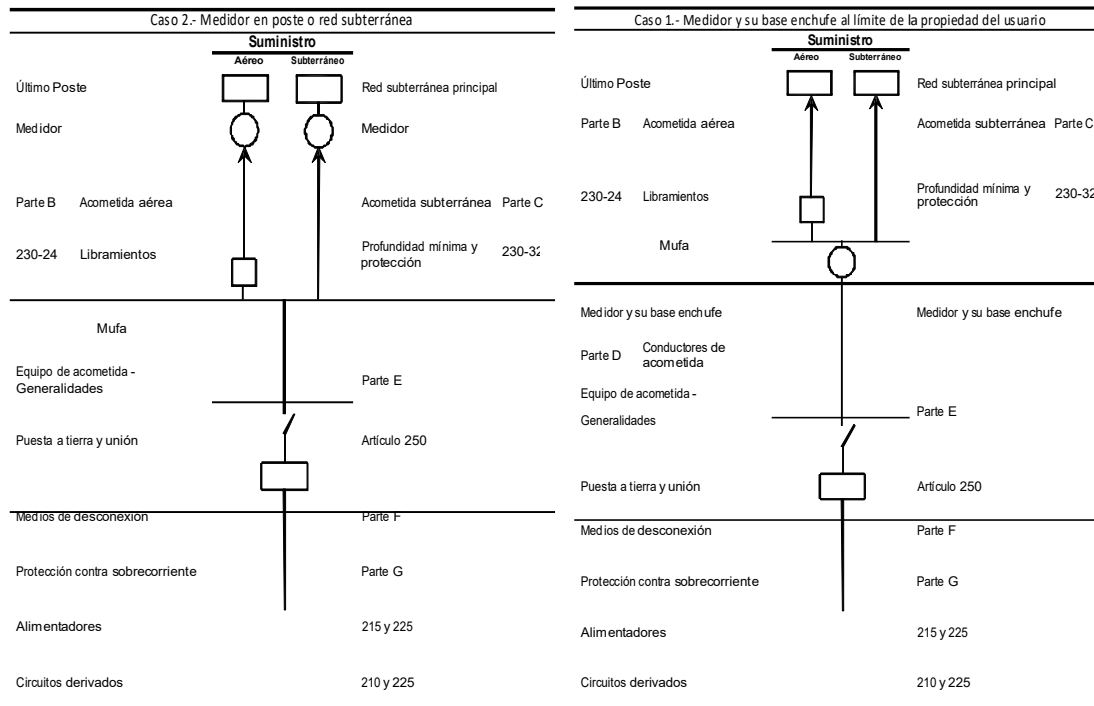 Caso 2.- Medidor en poste o red subterránea
Suministro
Aéreo Subterráneo
Último Poste Red subterránea principal
Medidor Medidor
Parte B Acometida aérea Acometida subterránea Parte C
230-24 Libramientos Profundidad mínima y
protección 230-32
Mufa
Equipo de acometida -
Generalidades Parte E
Puesta a tierra y unión Artículo 250
Medios de desconexión Parte F
Protección contra sobrecorriente Parte G
Alimentadores 215 y 225
Circuitos derivados 210 y 225
Caso 1.- Medidor y su base enchufe al límite de la propiedad del usuario
Suministro
Aéreo Subterráneo
Último Poste Red subterránea principal
Parte B Acometida aérea Acometida subterránea Parte C
230-24 Libramientos Profundidad mínima y
protección 230-32
Mufa
Medidor y su base enchufe Medidor y su base enchufe
Parte D Conductores de
acometida
Equipo de acometida -
Generalidades Parte E
Puesta a tierra y unión Artículo 250
Medios de desconexión Parte F
Protección contra sobrecorriente Parte G
Alimentadores 215 y 225
Circuitos derivados 210 y 225